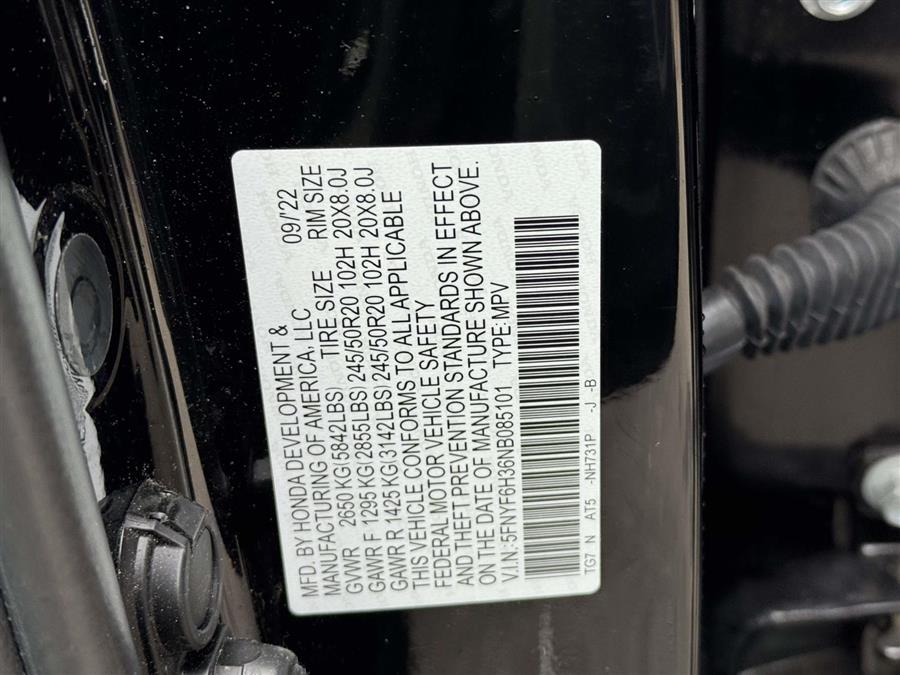 MFD. BY HONDA DEVELOPMENT &
MANUFACTURING OF AMERICA, LLC 09/'22
GVWR 2650 KG(5842LBS) TIRE SIZE RIM SIZE
GAWR F 1295 KG(2855LBS) 245/50R20 102H 20X8.0J
GAWR R 1425 KG(3142LBS) 245/50R20 102H 20X8.0J
THIS VEHICLE CONFORMS TO ALL APPLICABLE
FEDERAL MOTOR VEHICLE SAFETY
AND THEFT PREVENTION STANDARDS IN EFFECT
ON THE DATE OF MANUFACTURE SHOWN ABOVE.
V.I.N.:5FNYF6H36NB085101 TYPE:MPV
TG7 N AT5 -NH731P -J -B